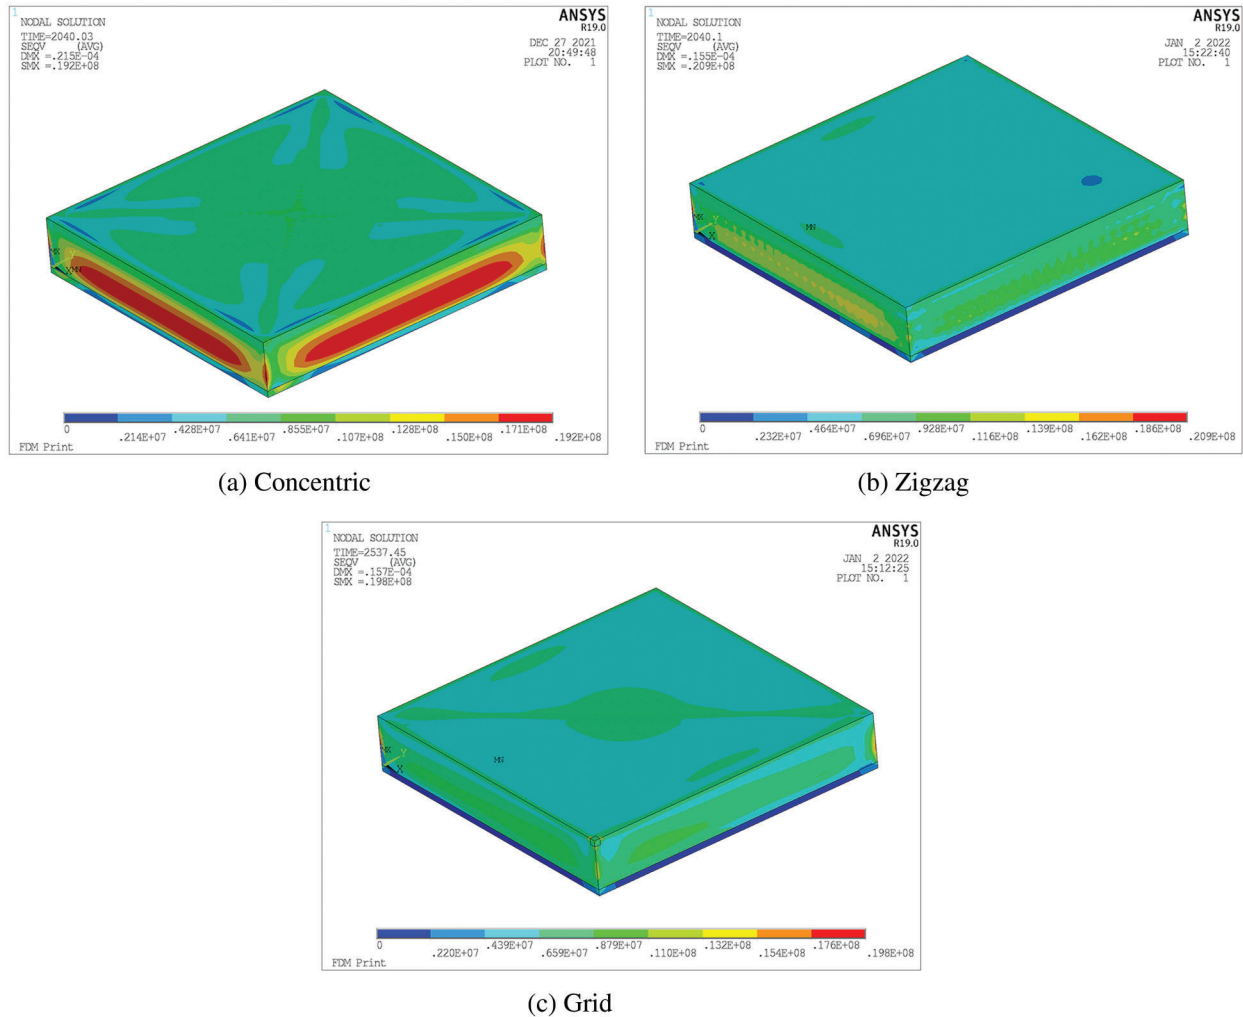 1
NODAL SOLUTION
TIME=2040.03
SEQV (AVG)
DMX =.215E-04
SMX =.192E+08
ANSYS
R19.0
DEC 27 2021
20:49:48
PLOT NO. 1
MX
XMN
0
.214E+07
.428E+07
.641E+07
.855E+07
.107E+08
.128E+08
.150E+08
.171E+08
.192E+08
FDM Print
(a) Concentric
1
NODAL SOLUTION
TIME=2040.1
SEQV (AVG)
DMX =.155E-04
SMX =.209E+08
ANSYS
R19.0
JAN 2 2022
15:22:40
PLOT NO. 1
MX
Y
X
MN
0
.232E+07
.464E+07
.696E+07
.928E+07
.116E+08
.139E+08
.162E+08
.186E+08
.209E+08
FDM Print
(b) Zigzag
1
NODAL SOLUTION
TIME=2537.45
SEQV (AVG)
DMX =.157E-04
SMX =.198E+08
ANSYS
R19.0
JAN 2 2022
15:12:25
PLOT NO. 1
MX
Y
X
MN
0
.220E+07
.439E+07
.659E+07
.879E+07
.110E+08
.132E+08
.154E+08
.176E+08
.198E+08
FDM Print
(c) Grid